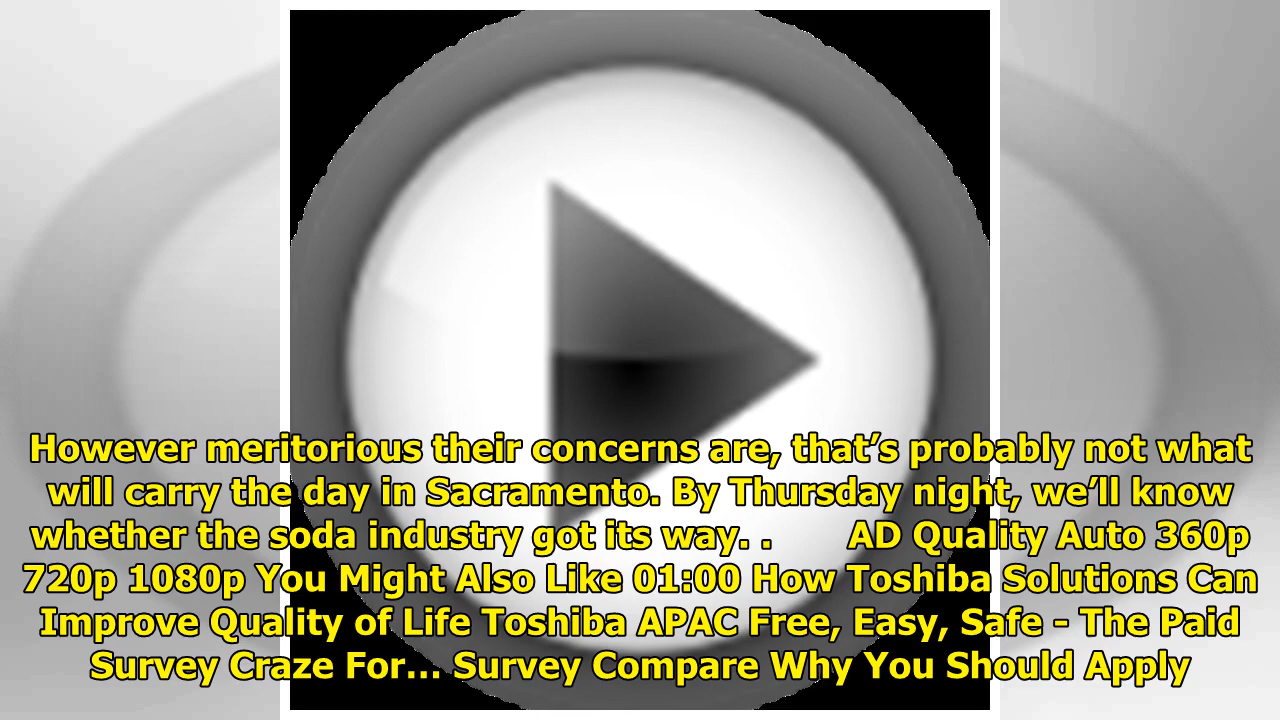 However meritorious their concerns are, that’s probably not what
will carry the day in Sacramento. By Thursday night, we’ll know
whether the soda industry got its way. . AD Quality Auto 360p
720p 1080p You Might Also Like 01:00 How Toshiba Solutions Can
Improve Quality of Life Toshiba APAC Free, Easy, Safe - The Paid
Survey Craze For... Survey Compare Why You Should Apply